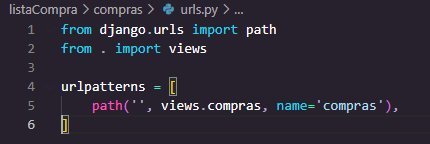 listaCompra > compras > urls.py > ...
1 from django.urls import path
2 from . import views
3
4 urlpatterns = [
5     path('', views.compras, name='compras'),
6 ]